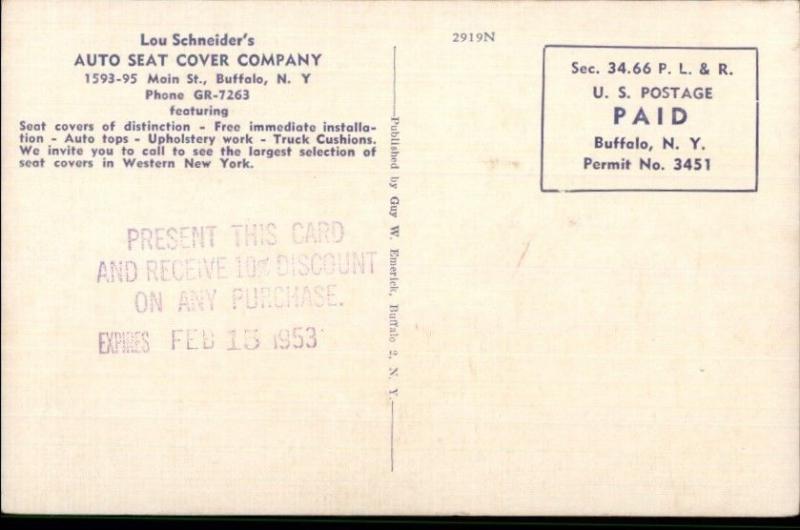 Lou Schneider's
AUTO SEAT COVER COMPANY
1593-95 Main St., Buffalo, N. Y
Phone GR-7263
featuring
Seat covers of distinction - Free immediate installa-
tion - Auto tops - Upholstery work - Truck Cushions.
We invite you to call to see the largest selection of
seat covers in Western New York.
PRESENT THIS CARD
AND RECEIVE 10% DISCOUNT
ON ANY PURCHASE.
EXPIRES FEB 15 1953
Published by Guy W. Emerick, Buffalo 2, N. Y.
2919N
Sec. 34.66 P. L. & R.
U. S. POSTAGE
PAID
Buffalo, N. Y.
Permit No. 3451